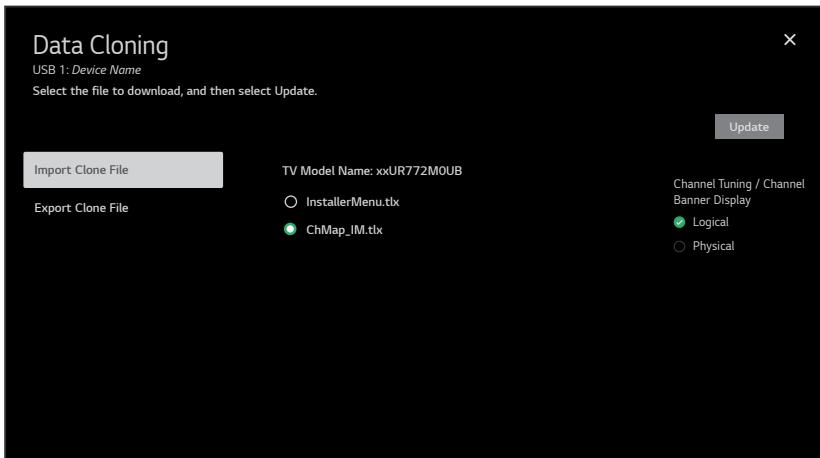 Data Cloning
USB 1: Device Name
Select the file to download, and then select Update.
Update
Import Clone File
Export Clone File
TV Model Name: xxUR772M0UB
InstallerMenu.tlx
ChMap_IM.tlx
Channel Tuning / Channel
Banner Display
Logical
Physical